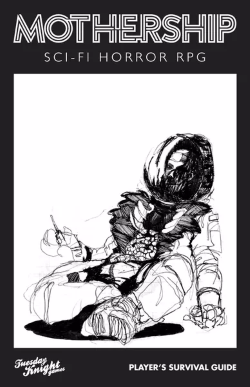 MOTHERSHIP
SCI-FI HORROR RPG
Tuesday
Knight
games
PLAYER'S SURVIVAL GUIDE